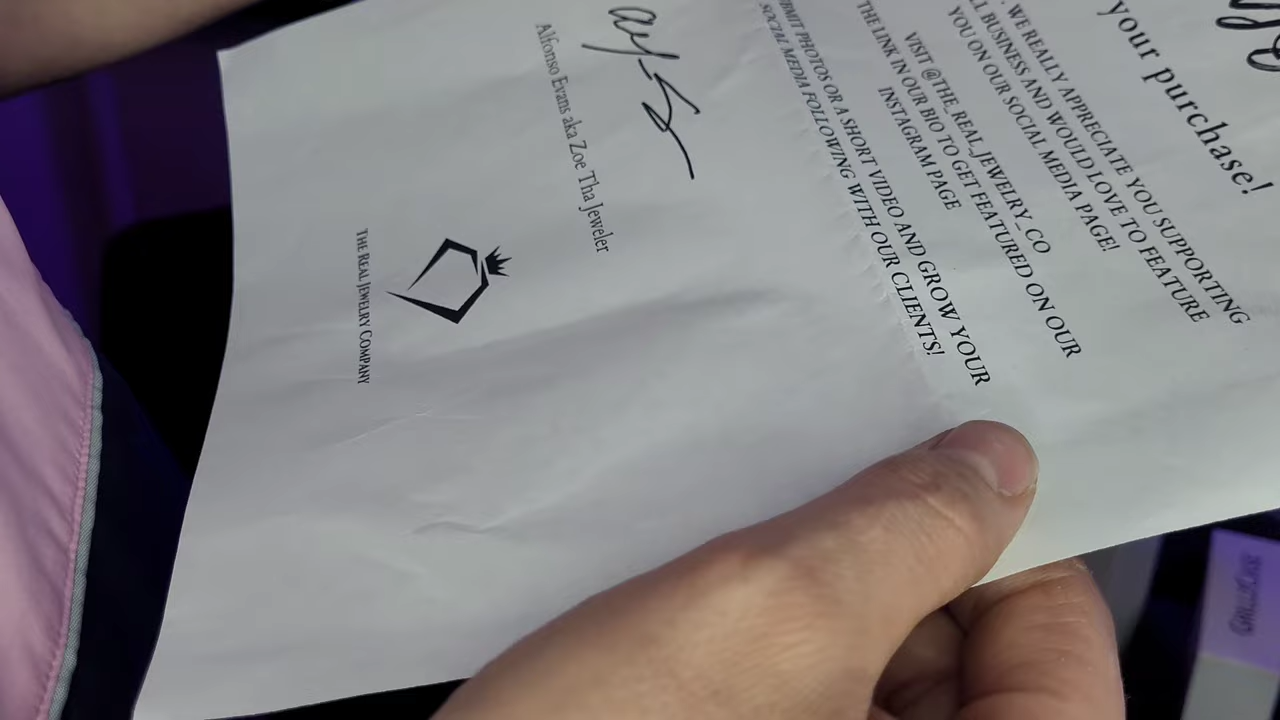 your purchase!
WE REALLY APPRECIATE YOU SUPPORTING
BUSINESS AND WOULD LOVE TO FEATURE
YOU ON OUR SOCIAL MEDIA PAGE!
VISIT @THE_REAL_JEWELRY_CO
THE LINK IN OUR BIO TO GET FEATURED ON OUR
INSTAGRAM PAGE
PHOTOS OR A SHORT VIDEO AND GROW YOUR
SOCIAL MEDIA FOLLOWING WITH OUR CLIENTS!
Alfonso Evans aka Zoe Tha Jeweler
THE REAL JEWELRY COMPANY